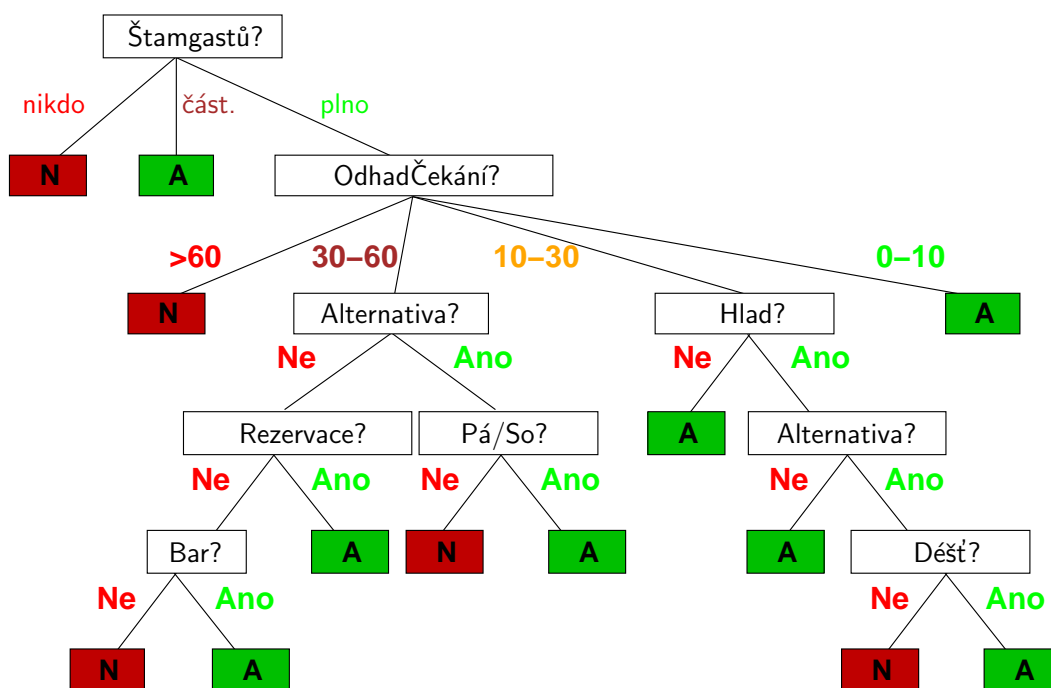 Štamgastů?
nikdo část. plno
N A OdhadČekání?
>60 30–60 10–30 0–10
N Alternativa? Hlad? A
Ne Ano Ne Ano
Rezervace? Pá/So? A Alternativa?
Ne Ano Ne Ano Ne Ano
Bar? A N A A Déšť?
Ne Ano Ne Ano
N A N A